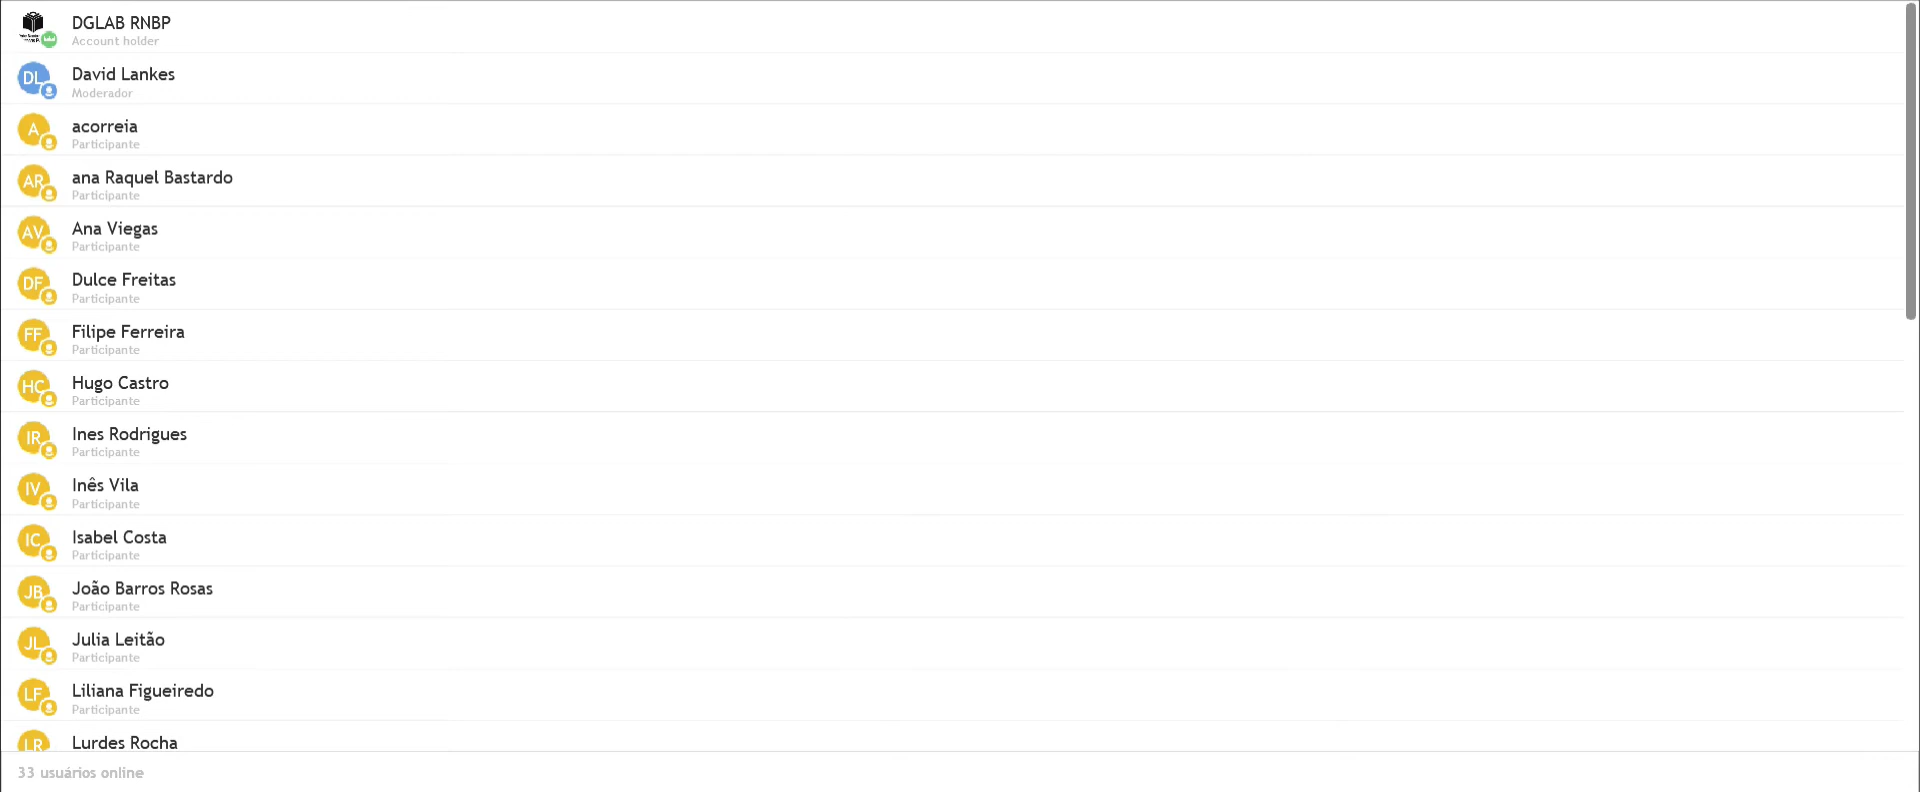 DGLAB RNBP
Account holder
DL
David Lankes
Moderador
A
acorreia
Participante
AR
ana Raquel Bastardo
Participante
AV
Ana Viegas
Participante
DF
Dulce Freitas
Participante
FF
Filipe Ferreira
Participante
HC
Hugo Castro
Participante
IR
Ines Rodrigues
Participante
IV
Inês Vila
Participante
IC
Isabel Costa
Participante
JB
João Barros Rosas
Participante
JL
Julia Leitão
Participante
LF
Liliana Figueiredo
Participante
LR
Lurdes Rocha
33 usuários online